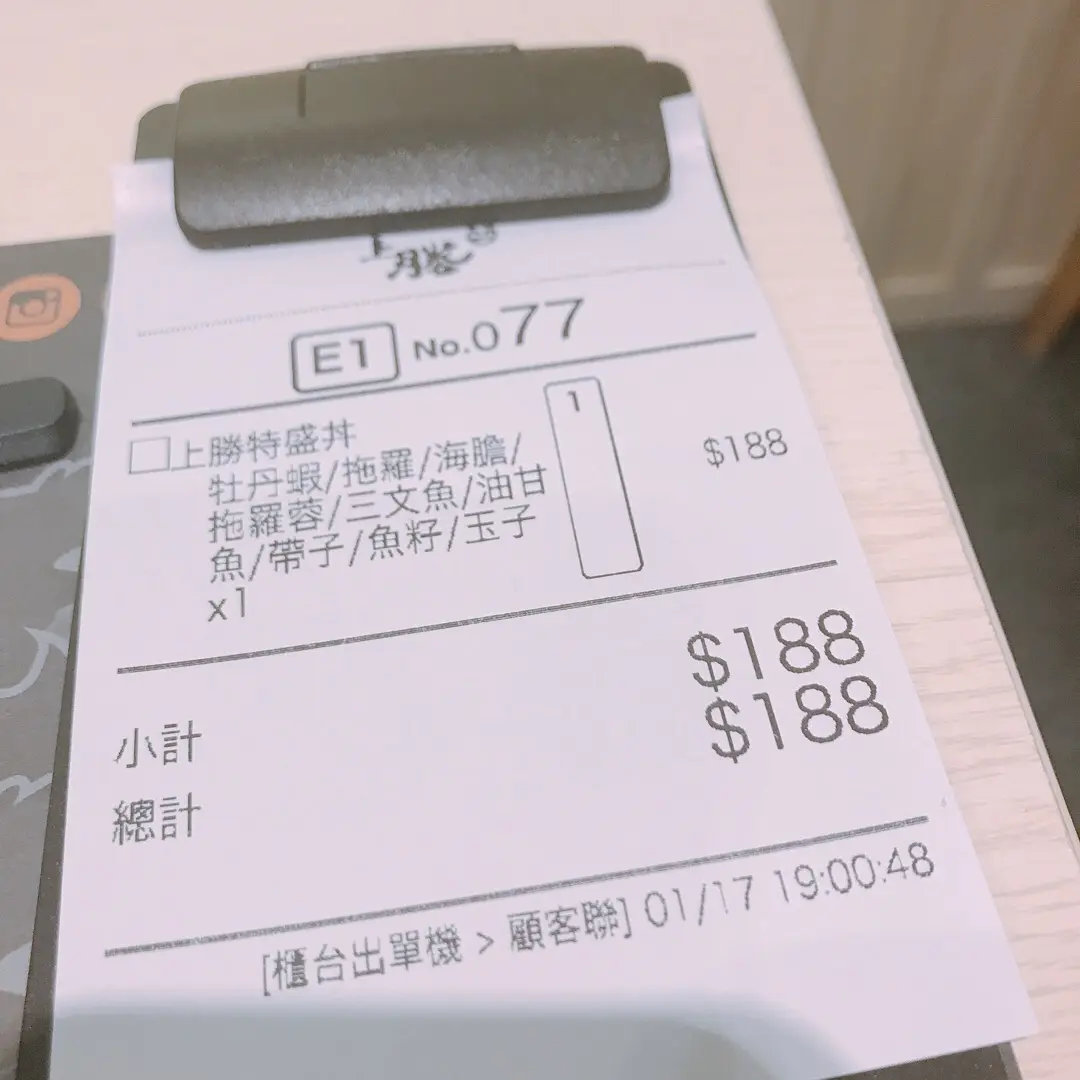 上勝
E1 No.077
上勝特盛丼 1 $188
牡丹蝦/拖羅/海膽/
拖羅蓉/三文魚/油甘
魚/帶子/魚籽/玉子
x1
小計 $188
總計 $188
[櫃台出單機 > 顧客聯] 01/17 19:00:48